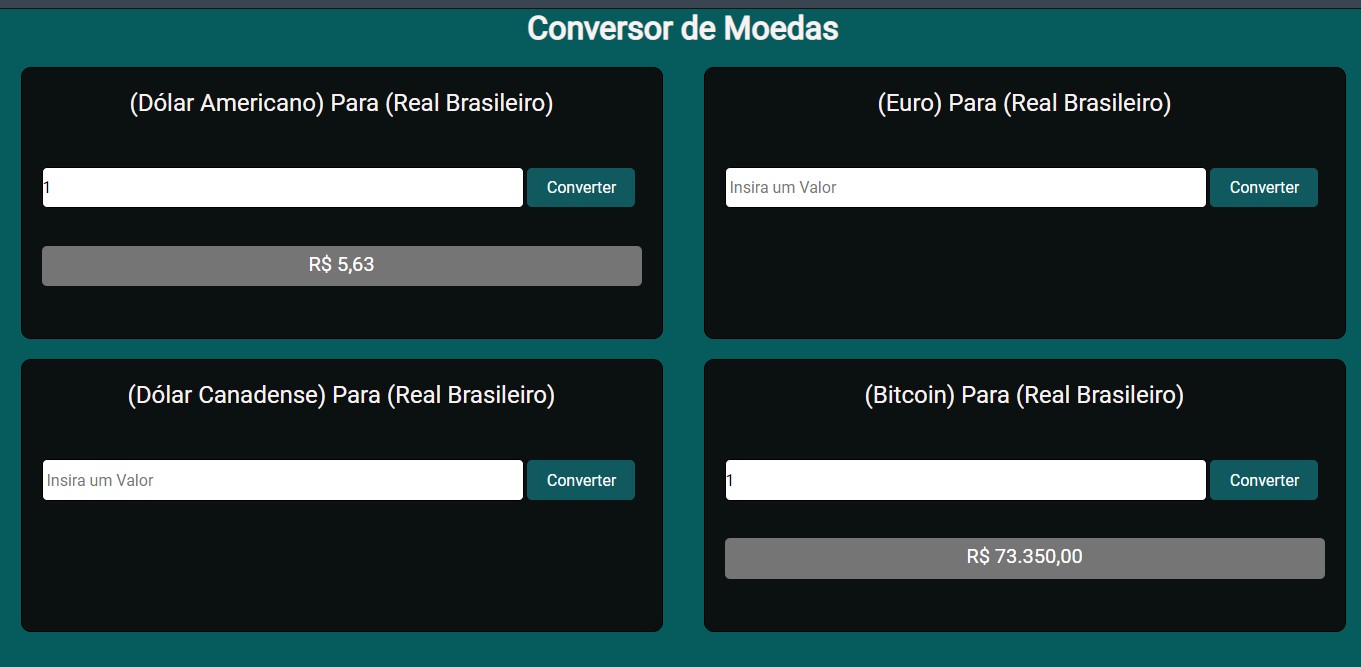 Conversor de Moedas
(Dólar Americano) Para (Real Brasileiro)
1
Converter
R$ 5,63
(Euro) Para (Real Brasileiro)
Insira um Valor
Converter
(Dólar Canadense) Para (Real Brasileiro)
Insira um Valor
Converter
(Bitcoin) Para (Real Brasileiro)
1
Converter
R$ 73.350,00